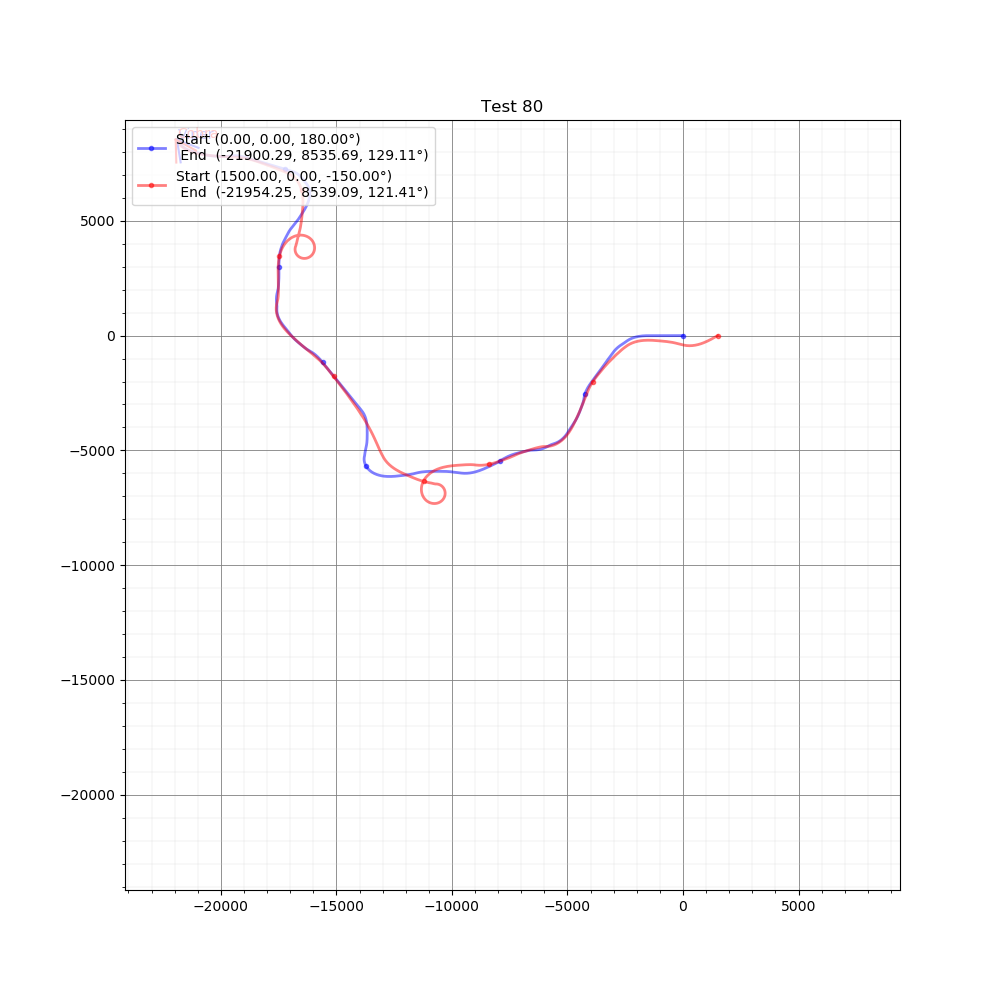 Test 80
Start (0.00, 0.00, 180.00°)
End (-21900.29, 8535.69, 129.11°)
Start (1500.00, 0.00, -150.00°)
End (-21954.25, 8539.09, 121.41°)
5000
0
−5000
−10000
−15000
−20000
−20000 −15000 −10000 −5000 0 5000